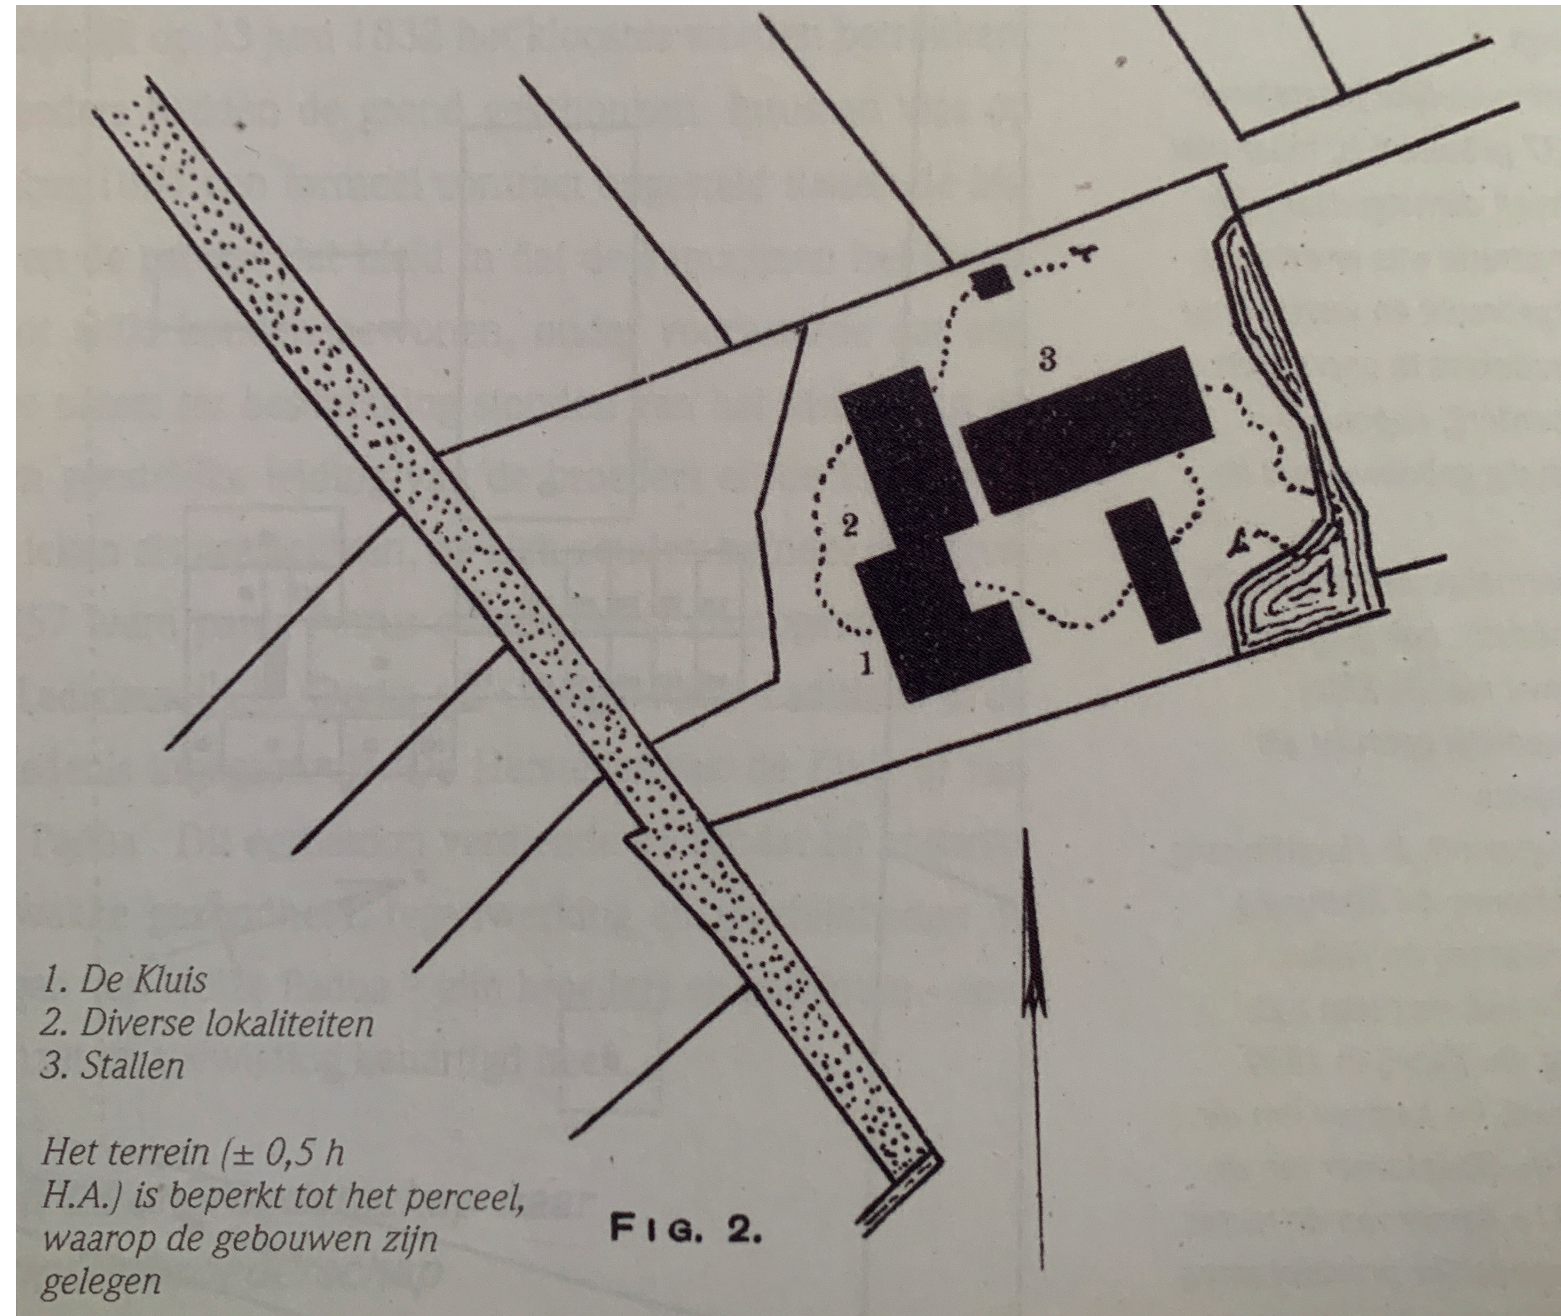 3
2
1
1. De Kluis
2. Diverse lokaliteiten
3. Stallen
Het terrein (± 0,5 h
H.A.) is beperkt tot het perceel,
waarop de gebouwen zijn
gelegen
FIG. 2.